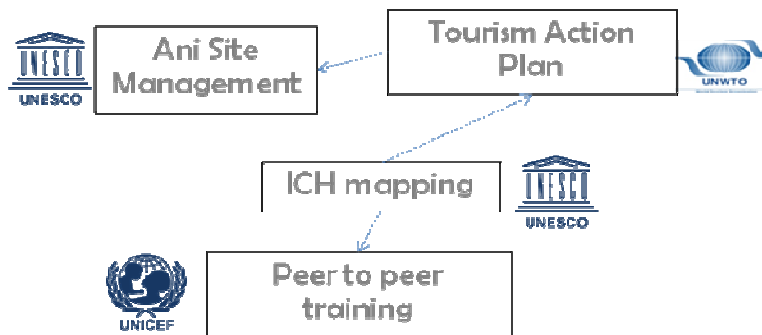 Ani Site
Management
UNESCO
UNESCO
Tourism Action
Plan
UNWTO
ICH mapping
UNESCO
UNESCO
Peer to peer
training
UNICEF